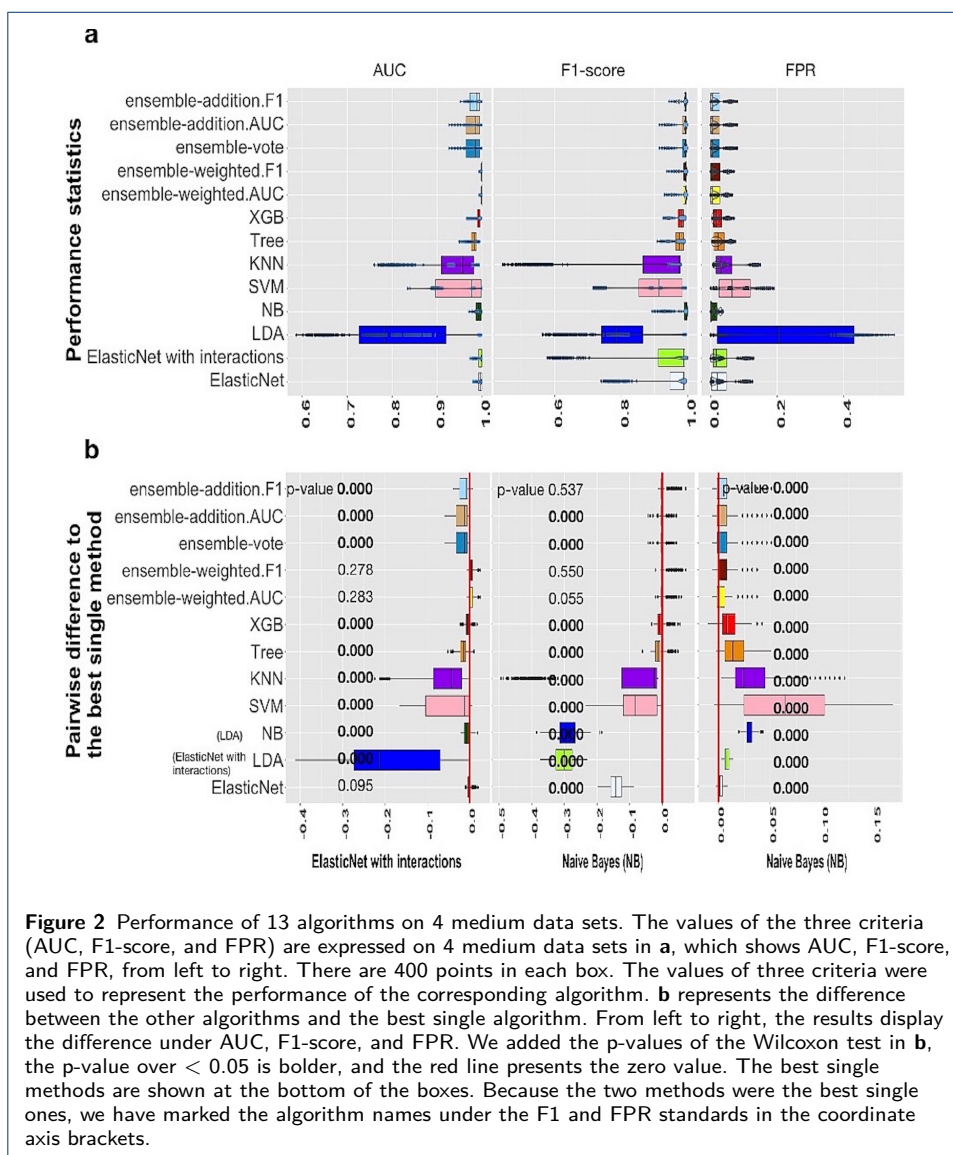 a
AUC F1-score FPR
Performance statistics
ensemble-addition.F1
ensemble-addition.AUC
ensemble-vote
ensemble-weighted.F1
ensemble-weighted.AUC
XGB
Tree
KNN
SVM
NB
LDA
ElasticNet with interactions
ElasticNet
0.6 0.7 0.8 0.9 1.0 0.6 0.8 1.0 0.0 0.2 0.4
b
Pairwise difference to
the best single method
ensemble-addition.F1 p-value 0.000 p-value 0.537 p-value 0.000
ensemble-addition.AUC 0.000 0.000 0.000
ensemble-vote 0.000 0.000 0.000
ensemble-weighted.F1 0.278 0.550 0.000
ensemble-weighted.AUC 0.283 0.055 0.000
XGB 0.000 0.000 0.000
Tree 0.000 0.000 0.000
KNN 0.000 0.000 0.000
SVM 0.000 0.000 0.000
(LDA) NB 0.000 0.000 0.000
(ElasticNet with
interactions) LDA 0.000 0.000 0.000
ElasticNet 0.095 0.000 0.000
-0.4 -0.3 -0.2 -0.1 0.0 -0.5 -0.4 -0.3 -0.2 -0.1 0.0 0.00 0.05 0.10 0.15
ElasticNet with interactions Naive Bayes (NB) Naive Bayes (NB)
Figure 2 Performance of 13 algorithms on 4 medium data sets. The values of the three criteria
(AUC, F1-score, and FPR) are expressed on 4 medium data sets in a, which shows AUC, F1-score,
and FPR, from left to right. There are 400 points in each box. The values of three criteria were
used to represent the performance of the corresponding algorithm. b represents the difference
between the other algorithms and the best single algorithm. From left to right, the results display
the difference under AUC, F1-score, and FPR. We added the p-values of the Wilcoxon test in b,
the p-value over < 0.05 is bolder, and the red line presents the zero value. The best single
methods are shown at the bottom of the boxes. Because the two methods were the best single
ones, we have marked the algorithm names under the F1 and FPR standards in the coordinate
axis brackets.